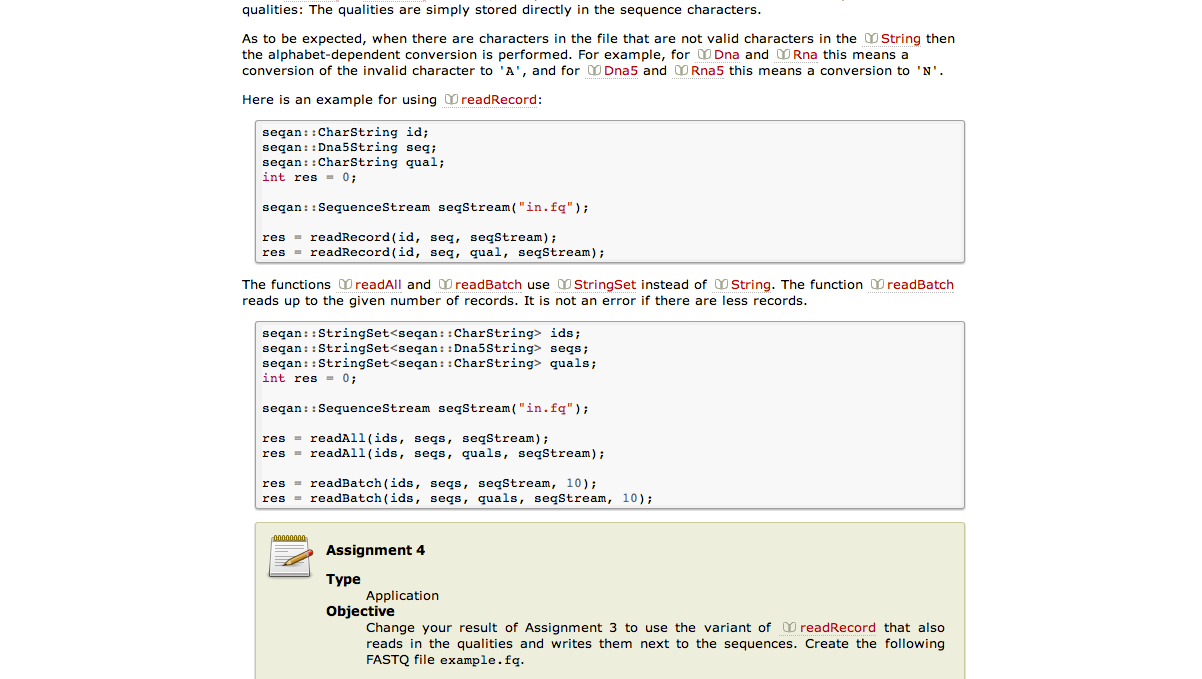 qualities: The qualities are simply stored directly in the sequence characters.
As to be expected, when there are characters in the file that are not valid characters in the String then
the alphabet-dependent conversion is performed. For example, for Dna and Rna this means a
conversion of the invalid character to 'A', and for Dna5 and Rna5 this means a conversion to 'N'.
Here is an example for using readRecord:
seqan::CharString id;
seqan::Dna5String seq;
seqan::CharString qual;
int res = 0;
seqan::SequenceStream seqStream("in.fq");
res = readRecord(id, seq, seqStream);
res = readRecord(id, seq, qual, seqStream);
The functions readAll and readBatch use StringSet instead of String. The function readBatch
reads up to the given number of records. It is not an error if there are less records.
seqan::StringSet<seqan::CharString> ids;
seqan::StringSet<seqan::Dna5String> seqs;
seqan::StringSet<seqan::CharString> quals;
int res = 0;
seqan::SequenceStream seqStream("in.fq");
res = readAll(ids, seqs, seqStream);
res = readAll(ids, seqs, quals, seqStream);
res = readBatch(ids, seqs, seqStream, 10);
res = readBatch(ids, seqs, quals, seqStream, 10);
Assignment 4
Type
Application
Objective
Change your result of Assignment 3 to use the variant of readRecord that also
reads in the qualities and writes them next to the sequences. Create the following
FASTQ file example.fq.